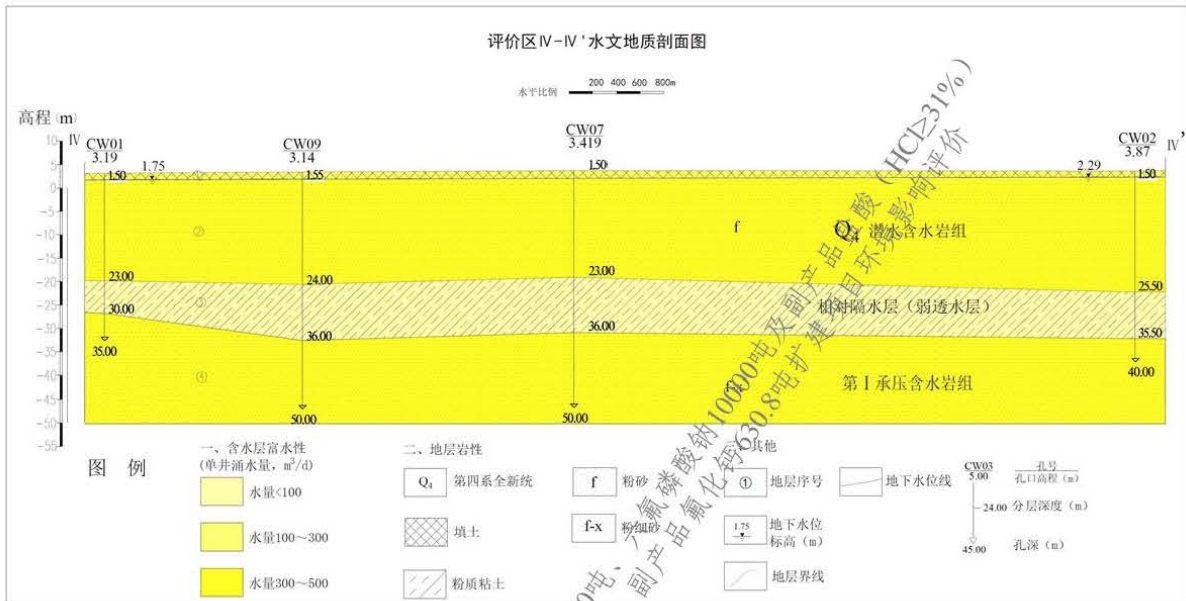 评价区Ⅳ-Ⅳ'水文地质剖面图
水平比例 200 400 600 800m
高程(m)
Ⅳ CW01 CW09 CW07 CW02 Ⅳ'
3.19 3.14 3.419 3.87
10
5
0
-5
-10
-15
-20
-25
-30
-35
-40
-45
-50
-55
1.50 1.75 1.55 1.50 2.29 1.50
② f Q₄ 潜水含水岩组
23.00 24.00 23.00 25.50
③ 相对隔水层（弱透水层）
30.00 36.00 36.00 35.50
35.00 50.00 50.00 40.00
④ 第Ⅰ承压含水岩组
吨、六氟磷酸钠10000吨及副产品盐酸（HCl≥31%）
副产品氟化钙630.8吨扩建项目环境影响评价
图 例
一、含水层富水性
(单井涌水量，m³/d)
水量<100
水量100～300
水量300～500
二、地层岩性
Q₄ 第四系全新统
填土
粉质粘土
f 粉砂
f-x 粉细砂
三、其他
① 地层序号
1.75 地下水位
标高（m）
地层界线
地下水位线
CW03 孔号
5.00 孔口高程（m）
24.00 分层深度（m）
45.00 孔深（m）